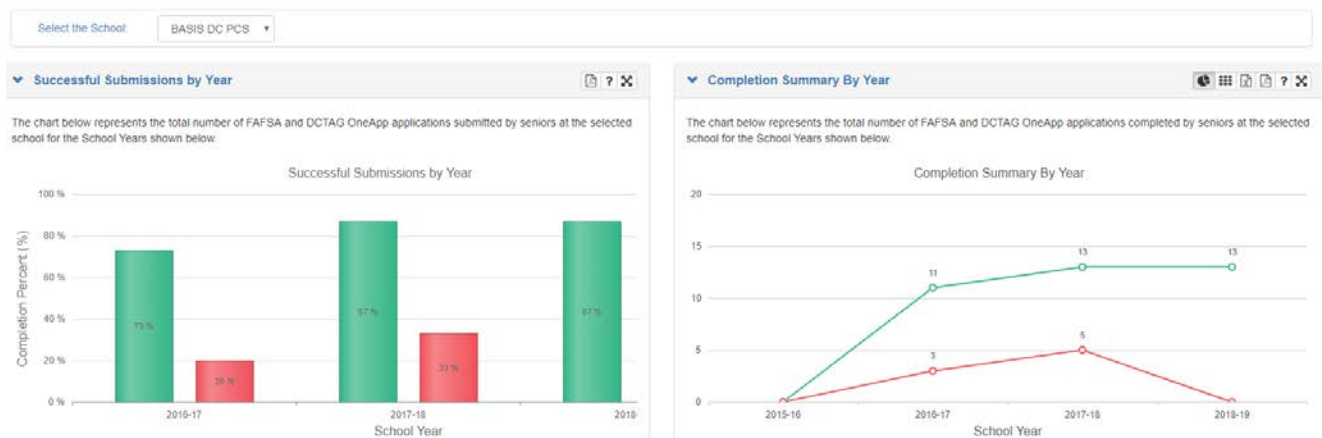 Select the School: BASIS DC PCS
Successful Submissions by Year
The chart below represents the total number of FAFSA and DCTAG OneApp applications submitted by seniors at the selected
school for the School Years shown below.
Successful Submissions by Year
100 %
80 %
60 %
40 %
20 %
0 %
Completion Percent (%)
73 %
20 %
87 %
33 %
87 %
2016-17
2017-18
2018-
School Year
Completion Summary By Year
The chart below represents the total number of FAFSA and DCTAG OneApp applications completed by seniors at the selected
school for the School Years shown below.
Completion Summary By Year
20
15
10
5
0
11
13
13
3
5
2015-16
2016-17
2017-18
2018-19
School Year